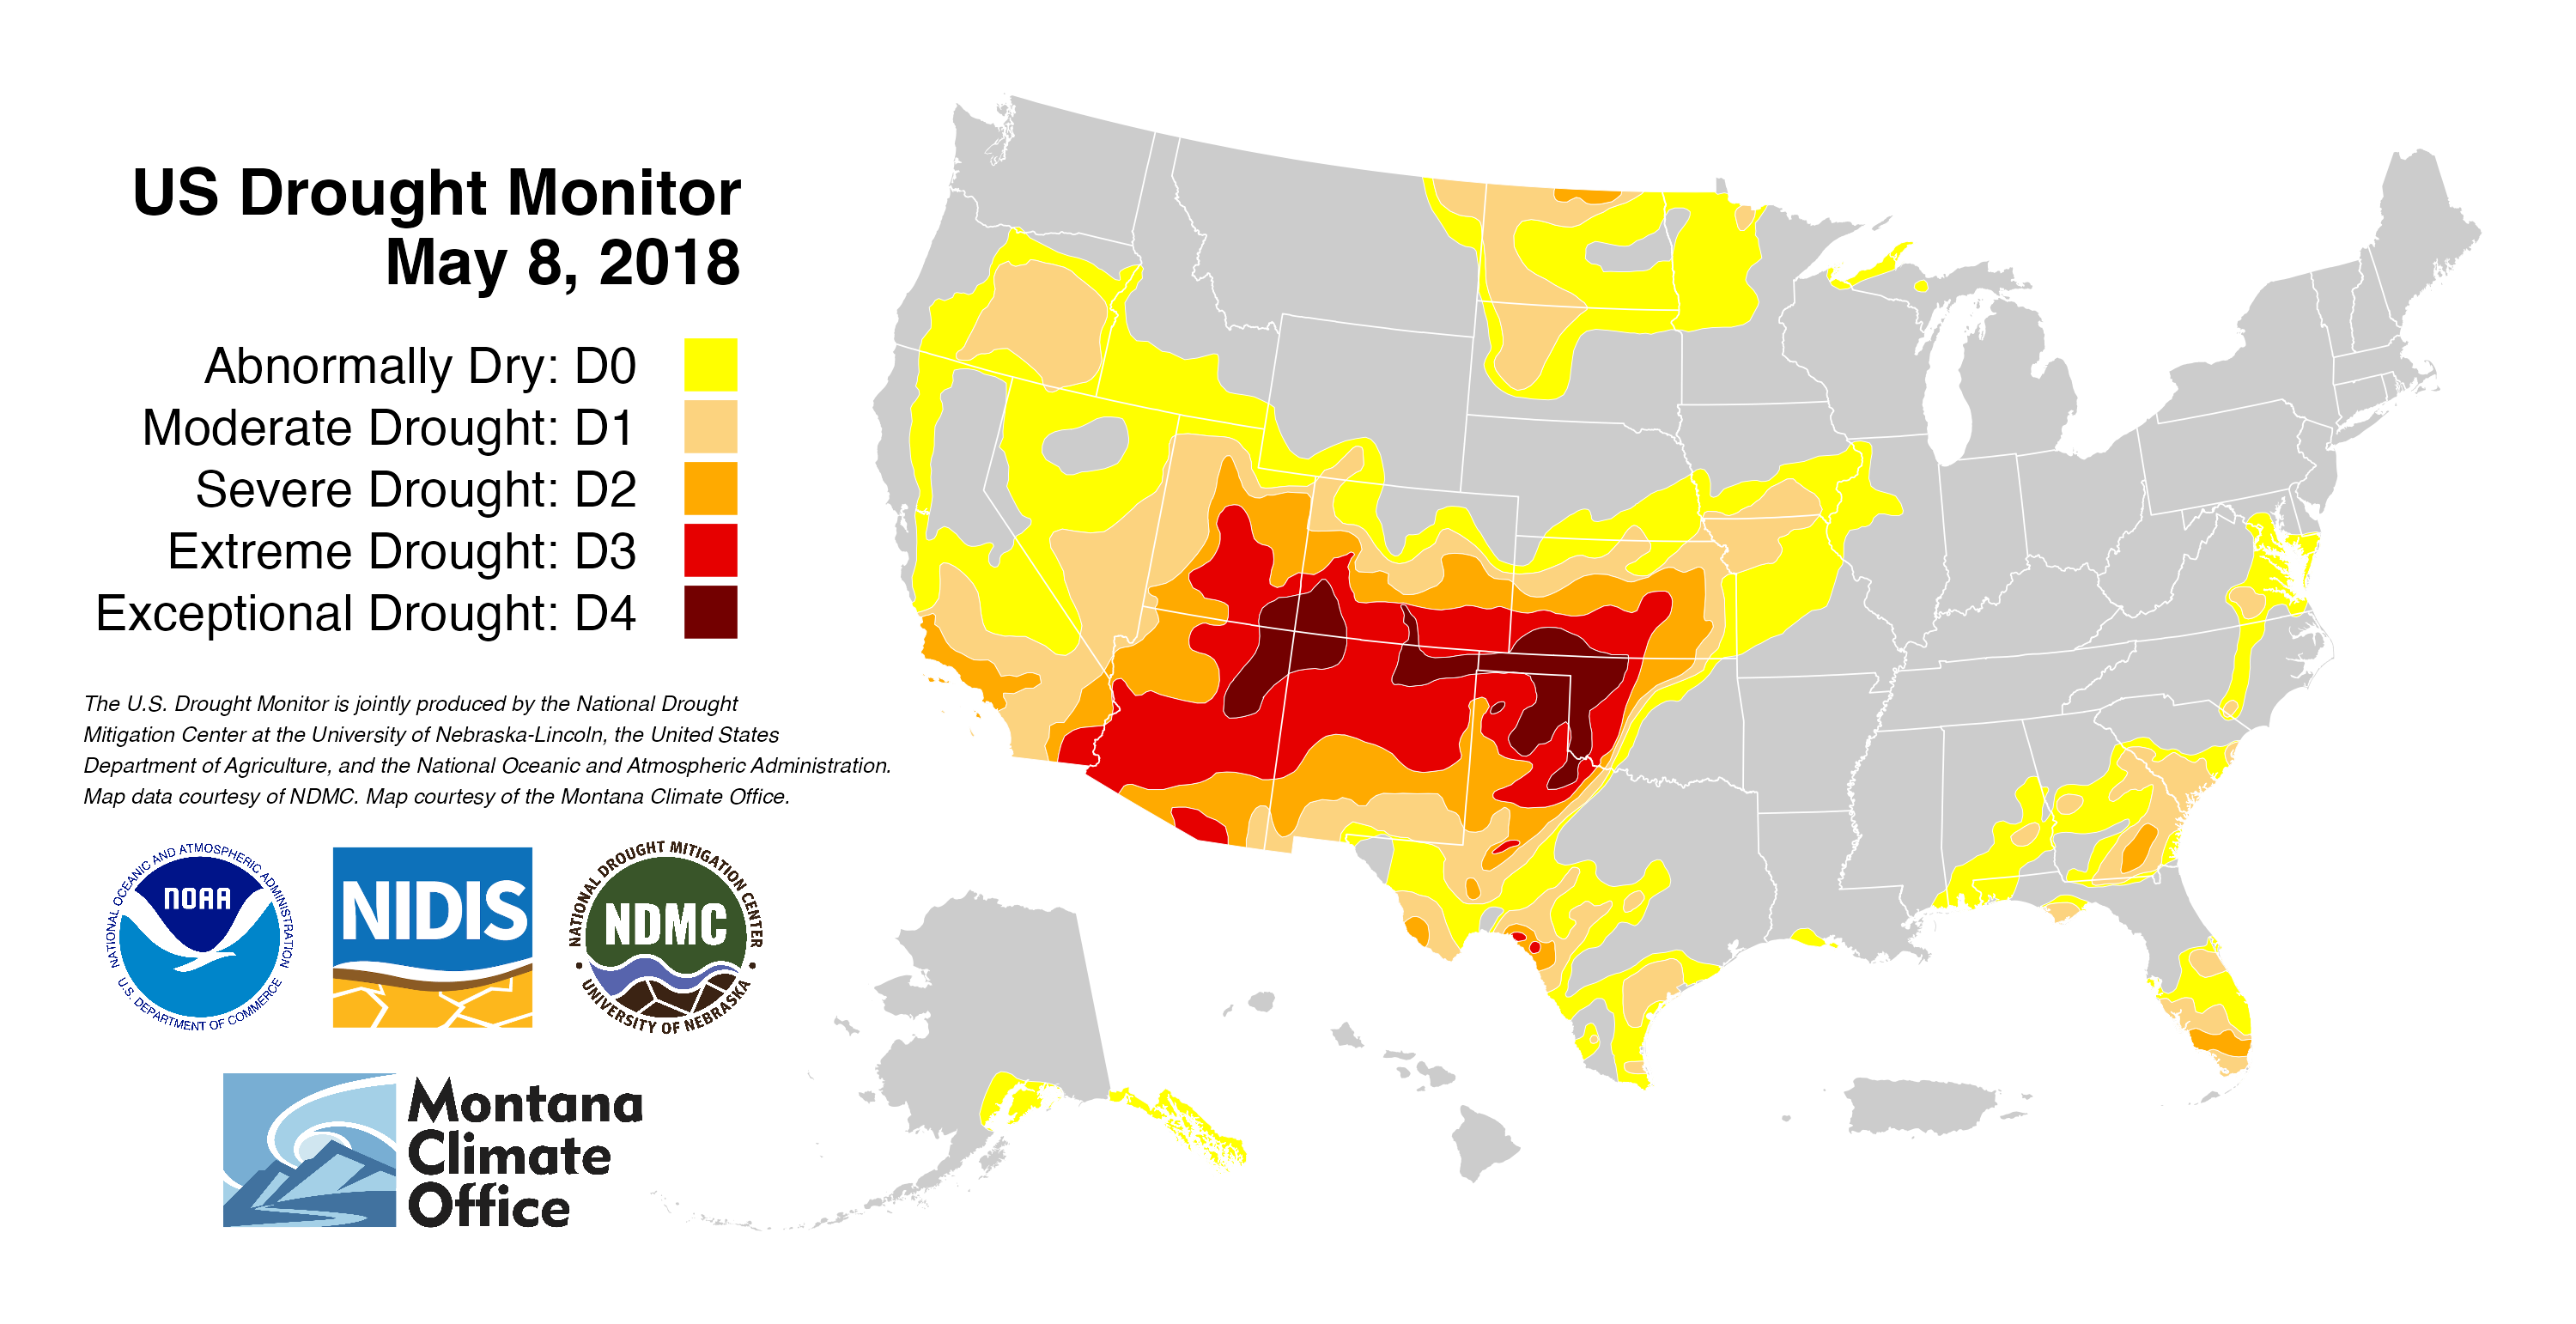 US Drought Monitor
May 8, 2018
Abnormally Dry: D0
Moderate Drought: D1
Severe Drought: D2
Extreme Drought: D3
Exceptional Drought: D4
The U.S. Drought Monitor is jointly produced by the National Drought
Mitigation Center at the University of Nebraska-Lincoln, the United States
Department of Agriculture, and the National Oceanic and Atmospheric Administration.
Map data courtesy of NDMC. Map courtesy of the Montana Climate Office.
NATIONAL OCEANIC AND ATMOSPHERIC ADMINISTRATION
NOAA
U.S. DEPARTMENT OF COMMERCE
NIDIS
NATIONAL DROUGHT MITIGATION CENTER
NDMC
UNIVERSITY OF NEBRASKA
Montana
Climate
Office